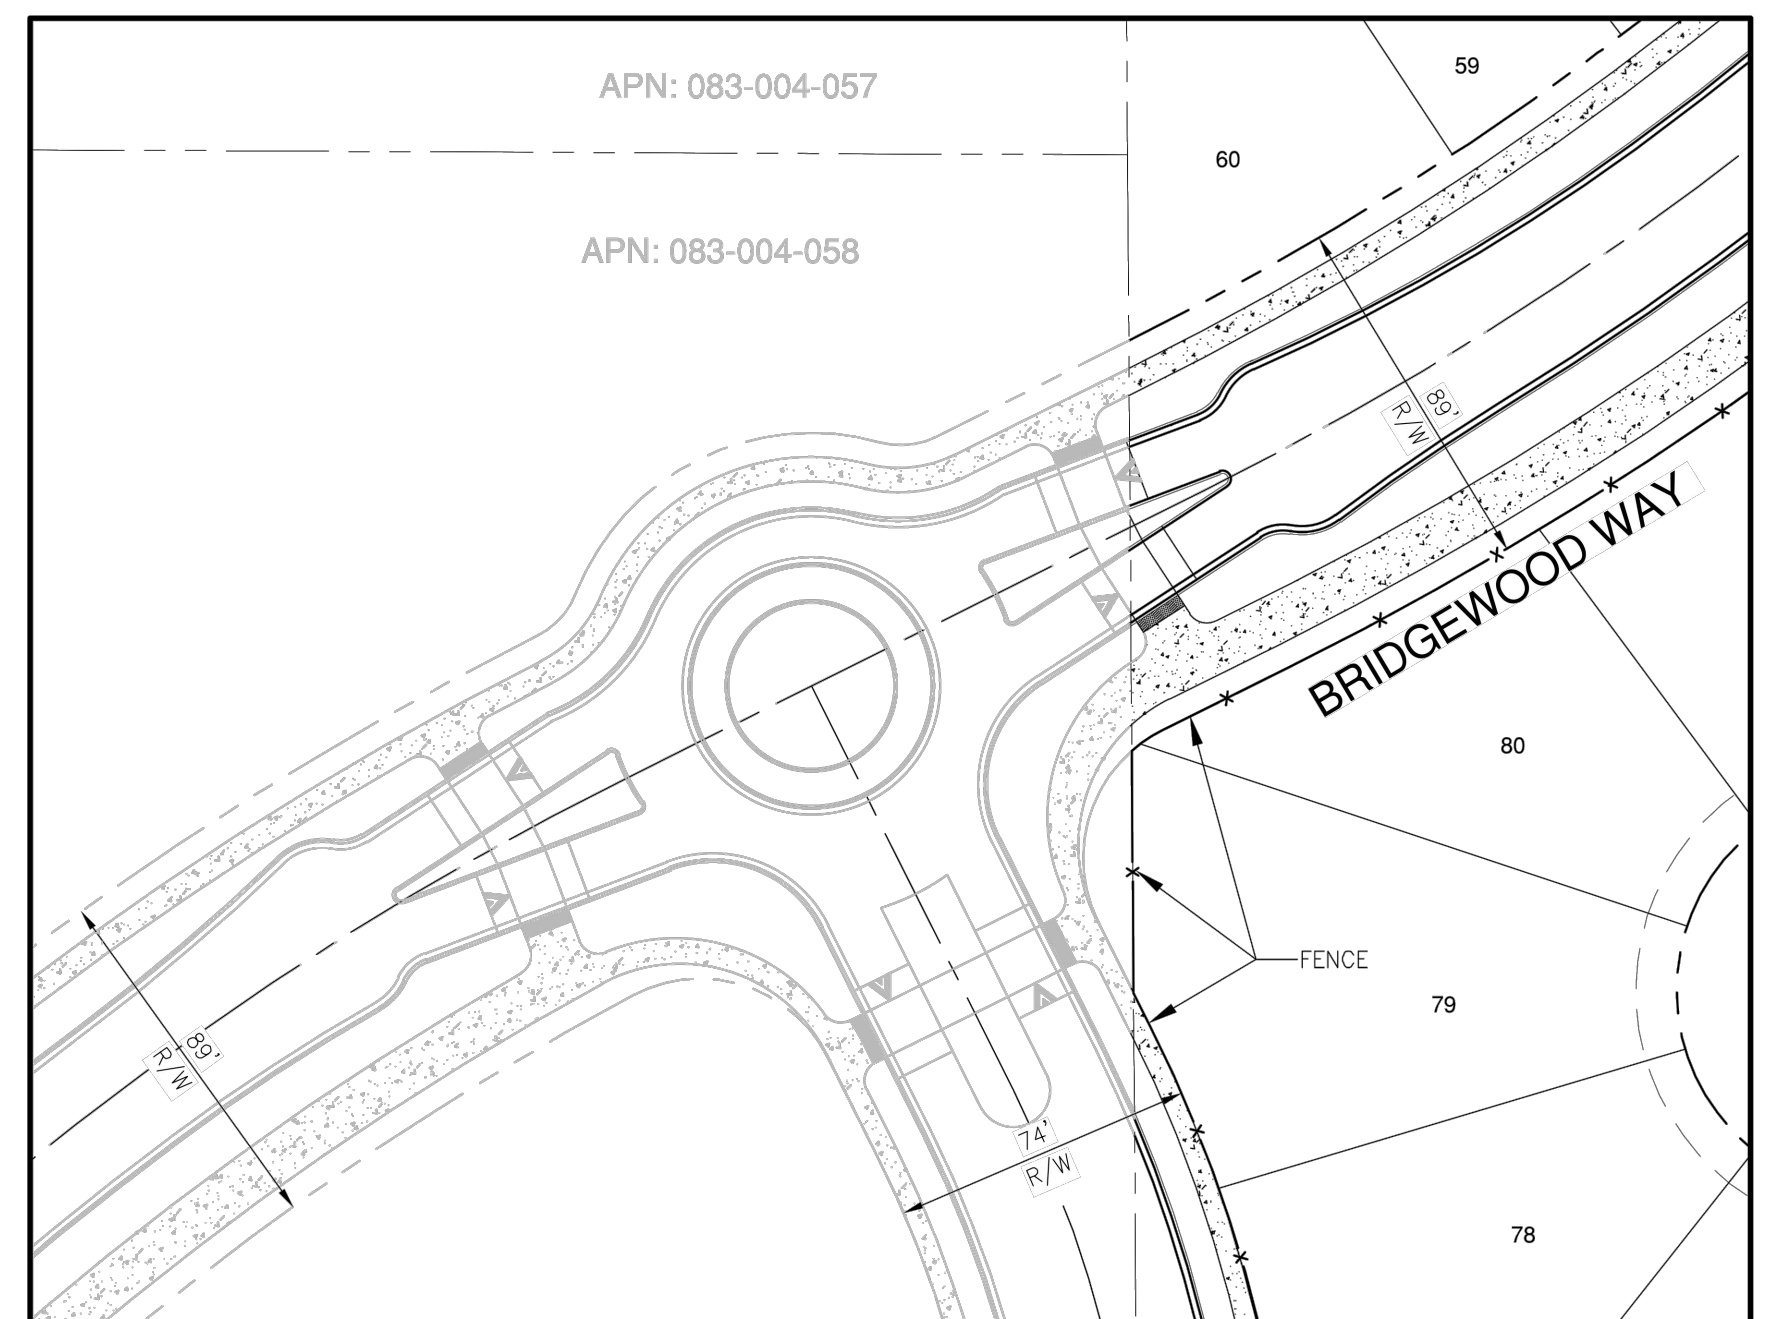 APN: 083-004-057
59
60
APN: 083-004-058
89'
R/W
BRIDGEWOOD WAY
80
FENCE
79
89'
R/W
74'
R/W
78